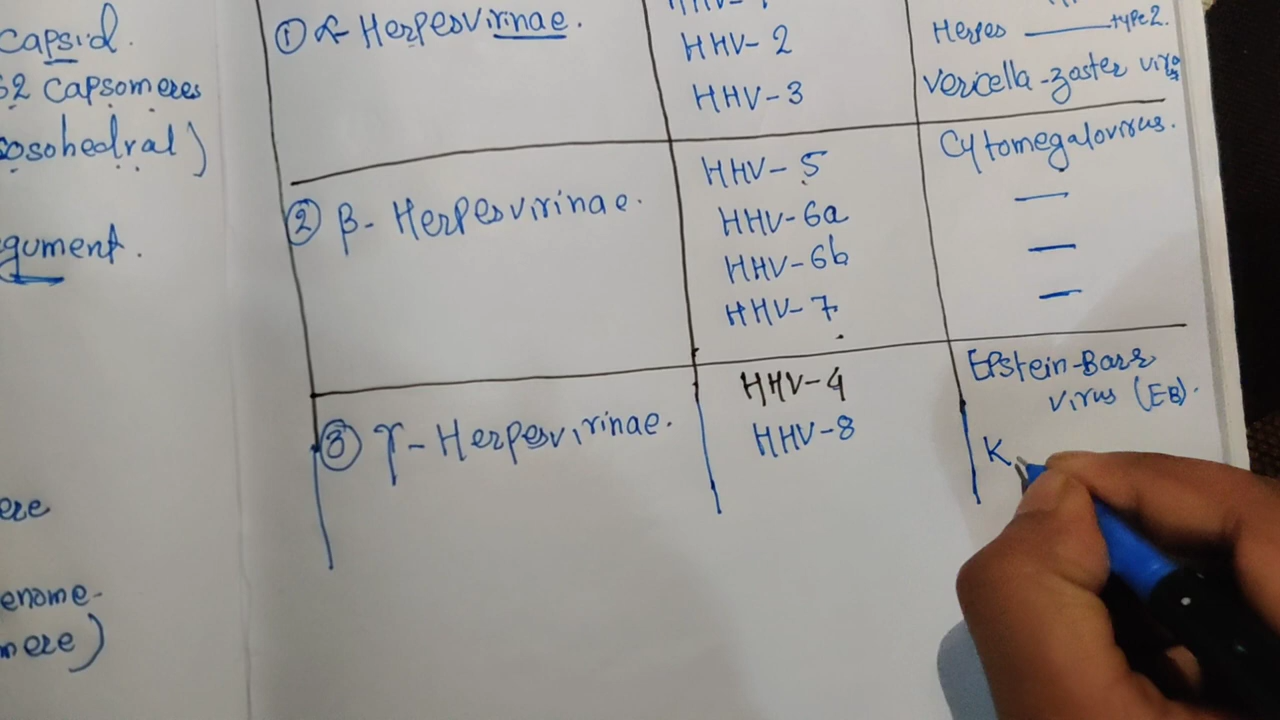 capsid.
62 capsomeres
osohedral)
gument.
ere
enome-
mere)
① α- Herpesvirinae.
HHV- 2
HHV- 3
Herpes ——— type 2.
Vericella-zaster virus
② β- Herpesvirinae.
HHV- 5
HHV-6a
HHV-6b
HHV- 7
Cytomegalovirus.
—
—
—
③ γ- Herpesvirinae.
HHV-4
HHV-8
Epstein-Barr
virus (EB).
K